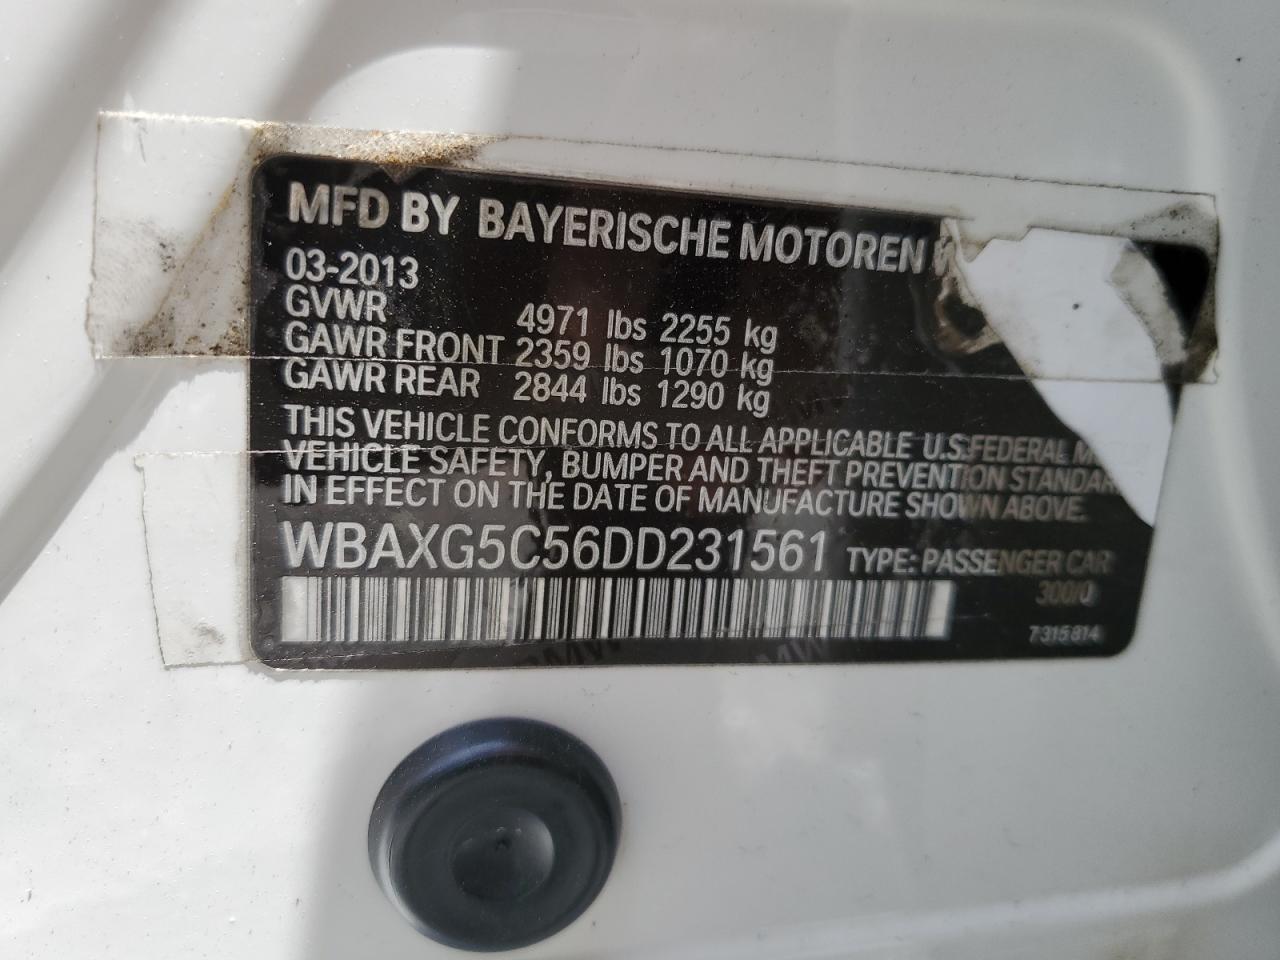 MFD BY BAYERISCHE MOTOREN
03-2013
GVWR 4971 lbs 2255 kg
GAWR FRONT 2359 lbs 1070 kg
GAWR REAR 2844 lbs 1290 kg
THIS VEHICLE CONFORMS TO ALL APPLICABLE U.S.FEDERAL
VEHICLE SAFETY, BUMPER AND THEFT PREVENTION STANDAR
IN EFFECT ON THE DATE OF MANUFACTURE SHOWN ABOVE.
WBAXG5C56DD231561 TYPE: PASSENGER CAR
300/0
7315814